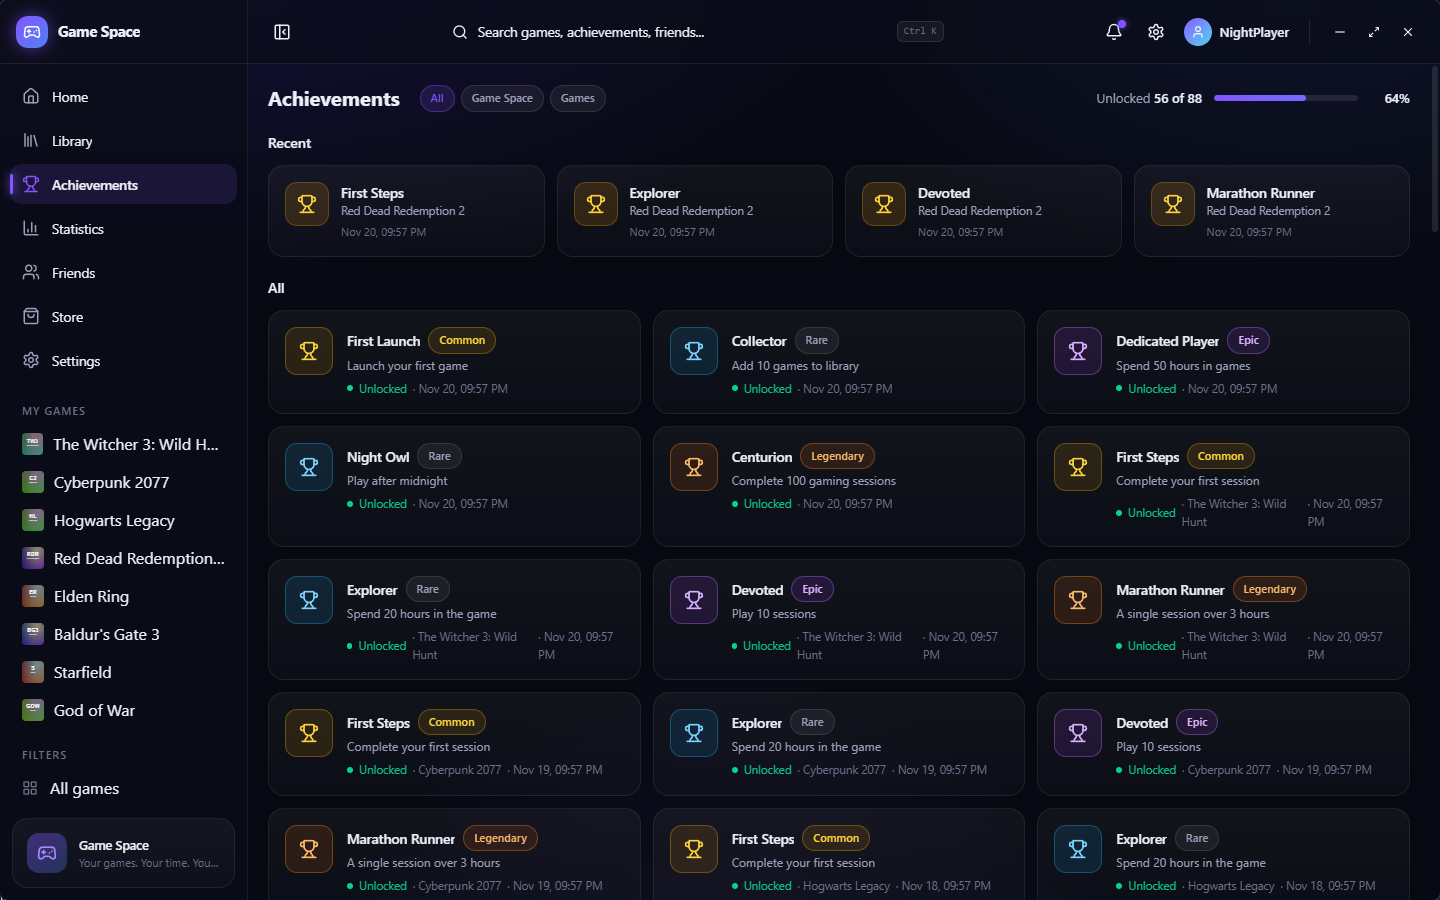 Game Space
Search games, achievements, friends...
Ctrl K
NightPlayer
Home
Library
Achievements
Statistics
Friends
Store
Settings
MY GAMES
The Witcher 3: Wild H...
Cyberpunk 2077
Hogwarts Legacy
Red Dead Redemption...
Elden Ring
Baldur's Gate 3
Starfield
God of War
FILTERS
All games
Game Space
Your games. Your time. You...
Achievements
All
Game Space
Games
Unlocked 56 of 88
64%
Recent
First Steps
Red Dead Redemption 2
Nov 20, 09:57 PM
Explorer
Red Dead Redemption 2
Nov 20, 09:57 PM
Devoted
Red Dead Redemption 2
Nov 20, 09:57 PM
Marathon Runner
Red Dead Redemption 2
Nov 20, 09:57 PM
All
First Launch Common
Launch your first game
Unlocked · Nov 20, 09:57 PM
Collector Rare
Add 10 games to library
Unlocked · Nov 20, 09:57 PM
Dedicated Player Epic
Spend 50 hours in games
Unlocked · Nov 20, 09:57 PM
Night Owl Rare
Play after midnight
Unlocked · Nov 20, 09:57 PM
Centurion Legendary
Complete 100 gaming sessions
Unlocked · Nov 20, 09:57 PM
First Steps Common
Complete your first session
Unlocked · The Witcher 3: Wild Hunt · Nov 20, 09:57 PM
Explorer Rare
Spend 20 hours in the game
Unlocked · The Witcher 3: Wild Hunt · Nov 20, 09:57 PM
Devoted Epic
Play 10 sessions
Unlocked · The Witcher 3: Wild Hunt · Nov 20, 09:57 PM
Marathon Runner Legendary
A single session over 3 hours
Unlocked · The Witcher 3: Wild Hunt · Nov 20, 09:57 PM
First Steps Common
Complete your first session
Unlocked · Cyberpunk 2077 · Nov 19, 09:57 PM
Explorer Rare
Spend 20 hours in the game
Unlocked · Cyberpunk 2077 · Nov 19, 09:57 PM
Devoted Epic
Play 10 sessions
Unlocked · Cyberpunk 2077 · Nov 19, 09:57 PM
Marathon Runner Legendary
A single session over 3 hours
Unlocked · Cyberpunk 2077 · Nov 19, 09:57 PM
First Steps Common
Complete your first session
Unlocked · Hogwarts Legacy · Nov 18, 09:57 PM
Explorer Rare
Spend 20 hours in the game
Unlocked · Hogwarts Legacy · Nov 18, 09:57 PM